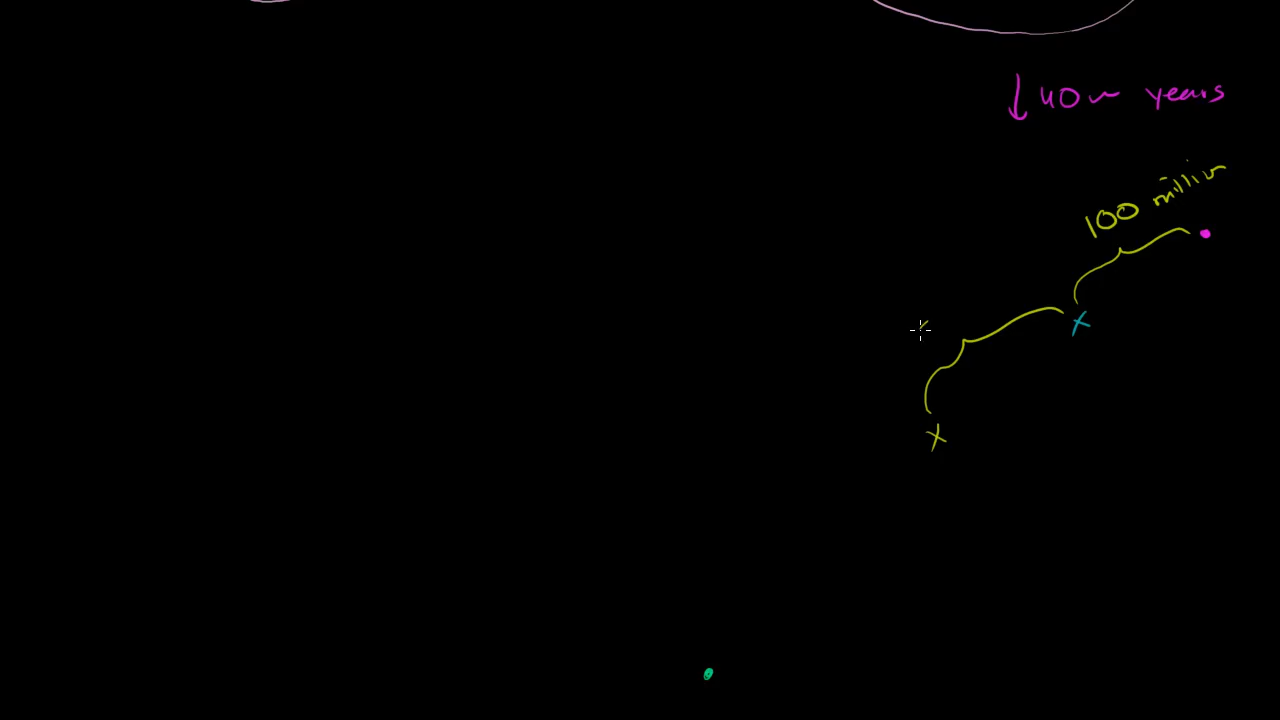 ↓ 40 m years
100 million
x
x